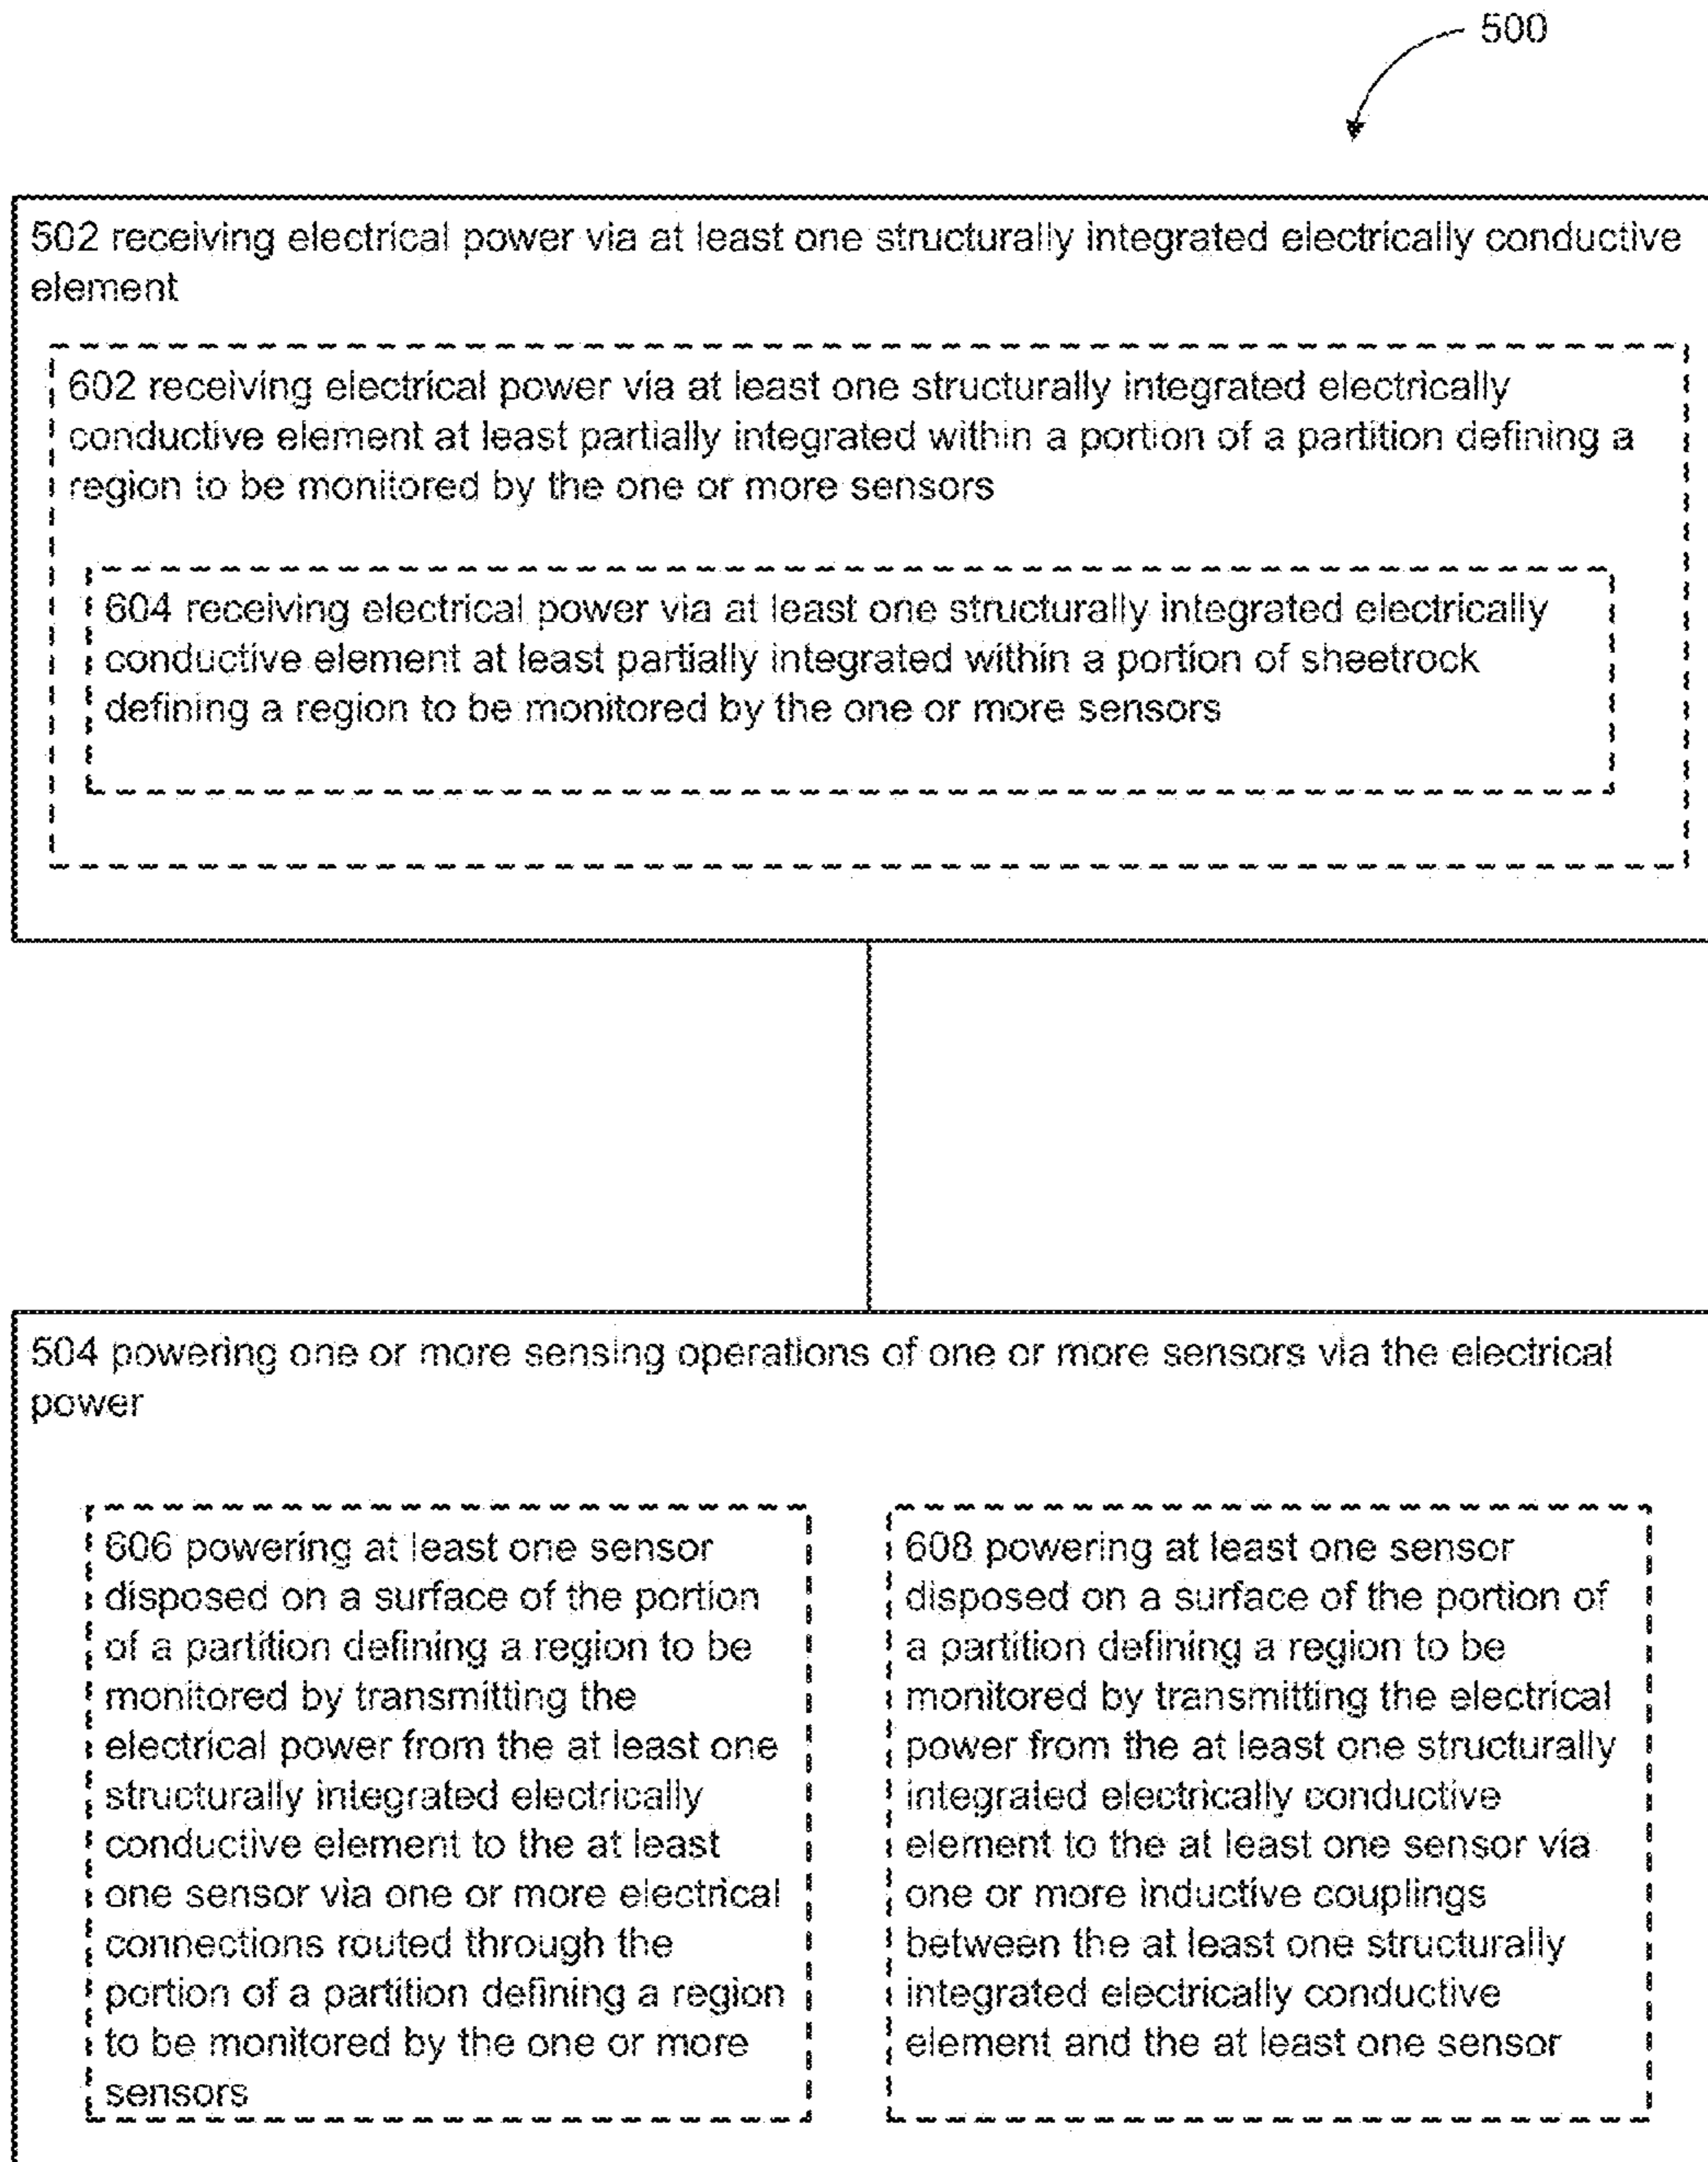 500
502 receiving electrical power via at least one structurally integrated electrically conductive
element
602 receiving electrical power via at least one structurally integrated electrically
conductive element at least partially integrated within a portion of a partition defining a
region to be monitored by the one or more sensors
604 receiving electrical power via at least one structurally integrated electrically
conductive element at least partially integrated within a portion of sheetrock
defining a region to be monitored by the one or more sensors
504 powering one or more sensing operations of one or more sensors via the electrical
power
606 powering at least one sensor
disposed on a surface of the portion
of a partition defining a region to be
monitored by transmitting the
electrical power from the at least one
structurally integrated electrically
conductive element to the at least
one sensor via one or more electrical
connections routed through the
portion of a partition defining a region
to be monitored by the one or more
sensors
608 powering at least one sensor
disposed on a surface of the portion of
a partition defining a region to be
monitored by transmitting the electrical
power from the at least one structurally
integrated electrically conductive
element to the at least one sensor via
one or more inductive couplings
between the at least one structurally
integrated electrically conductive
element and the at least one sensor